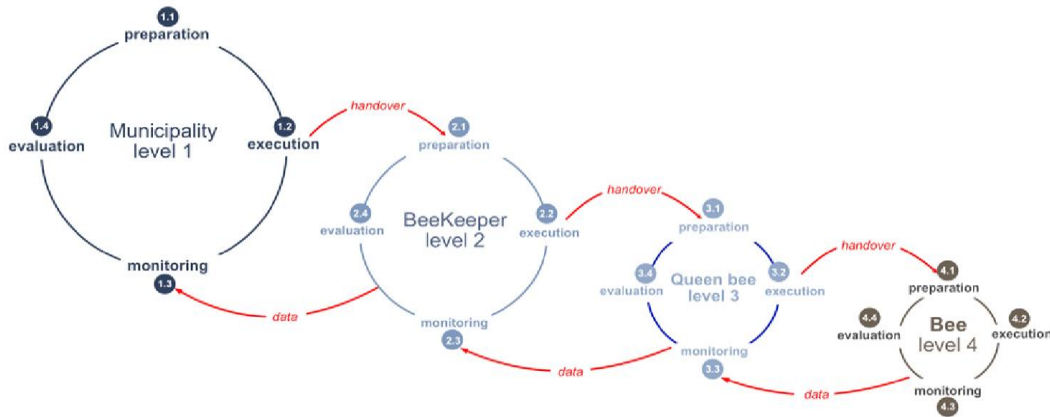 1.1
preparation
1.4
evaluation
Municipality
level 1
1.2
execution
monitoring
1.3
handover
data
2.1
preparation
2.4
evaluation
BeeKeeper
level 2
2.2
execution
monitoring
2.3
handover
data
3.1
preparation
3.4
evaluation
Queen bee
level 3
3.2
execution
monitoring
3.3
handover
data
4.1
preparation
4.4
evaluation
Bee
level 4
4.2
execution
monitoring
4.3